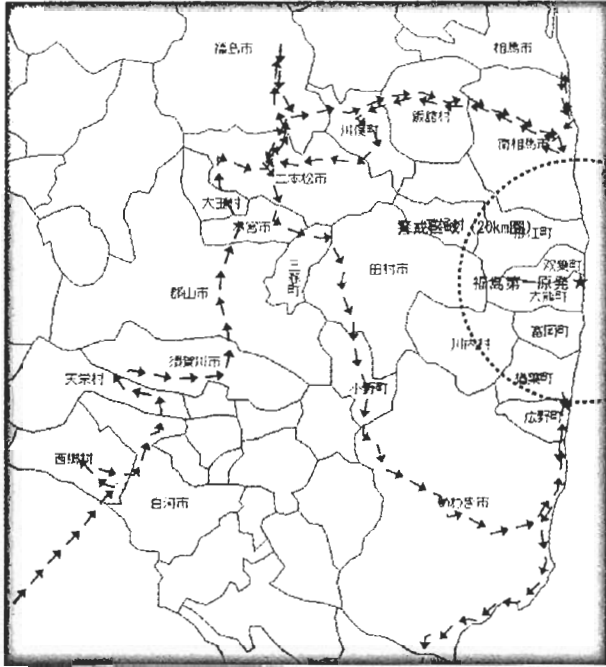 福島市
相馬市
川俣町
飯舘村
南相馬市
二本松市
大玉村
本宮市
警戒区域 (20km圏)
浪江町
双葉町
三春町
田村市
福島第一原発
大熊町
郡山市
富岡町
川内村
須賀川市
天栄村
小野町
楢葉町
広野町
西郷村
白河市
いわき市